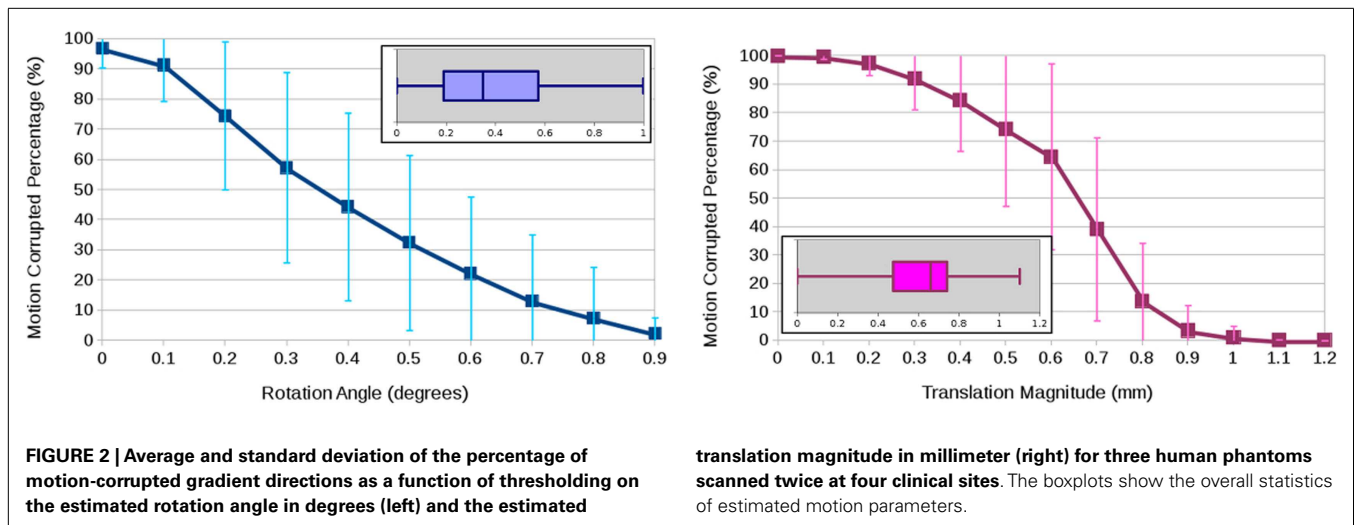 Motion Corrupted Percentage (%)
100
90
80
70
60
50
40
30
20
10
0
0 0.1 0.2 0.3 0.4 0.5 0.6 0.7 0.8 0.9
Rotation Angle (degrees)
0 0.2 0.4 0.6 0.8 1
Motion Corrupted Percentage (%)
100
90
80
70
60
50
40
30
20
10
0
0 0.1 0.2 0.3 0.4 0.5 0.6 0.7 0.8 0.9 1 1.1 1.2
Translation Magnitude (mm)
0 0.2 0.4 0.6 0.8 1 1.2
FIGURE 2 | Average and standard deviation of the percentage of
motion-corrupted gradient directions as a function of thresholding on
the estimated rotation angle in degrees (left) and the estimated
translation magnitude in millimeter (right) for three human phantoms
scanned twice at four clinical sites. The boxplots show the overall statistics
of estimated motion parameters.